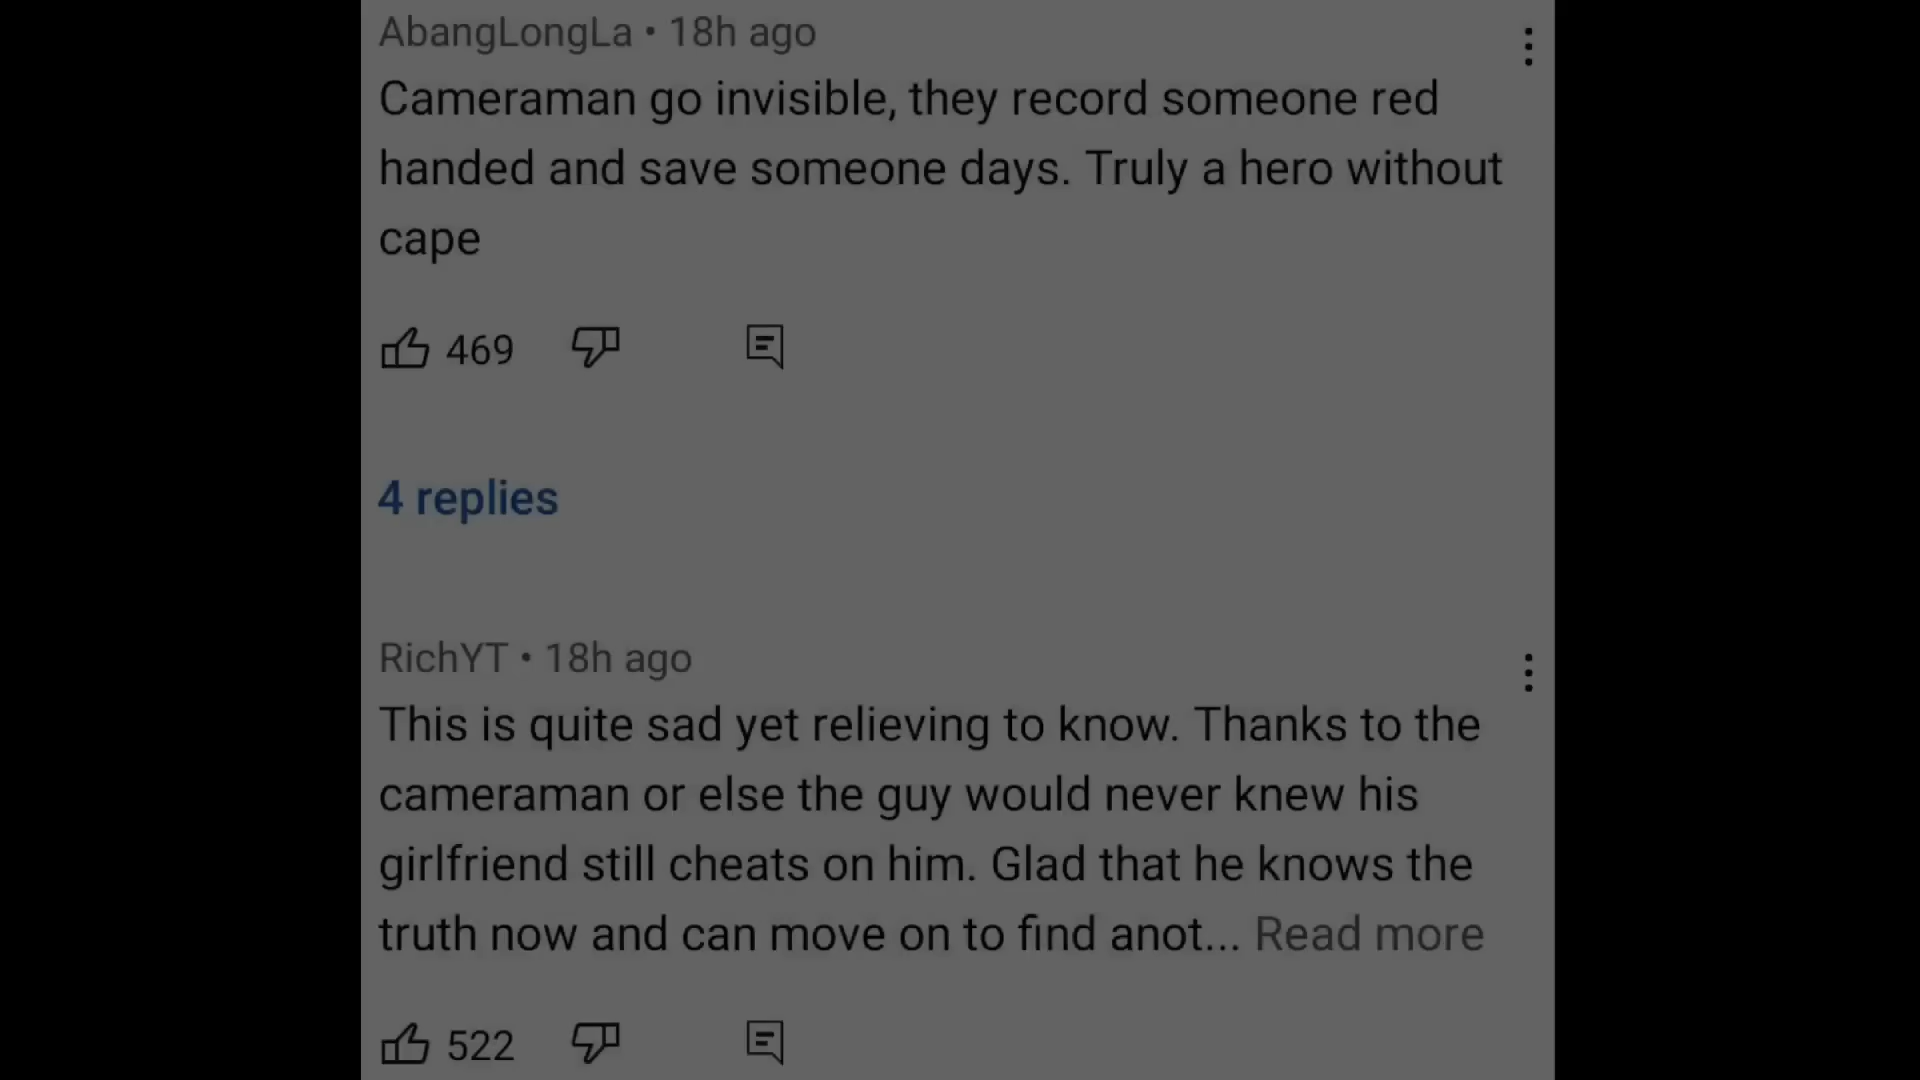 AbangLongLa • 18h ago
Cameraman go invisible, they record someone red
handed and save someone days. Truly a hero without
cape
469
4 replies
RichYT • 18h ago
This is quite sad yet relieving to know. Thanks to the
cameraman or else the guy would never knew his
girlfriend still cheats on him. Glad that he knows the
truth now and can move on to find anot... Read more
522